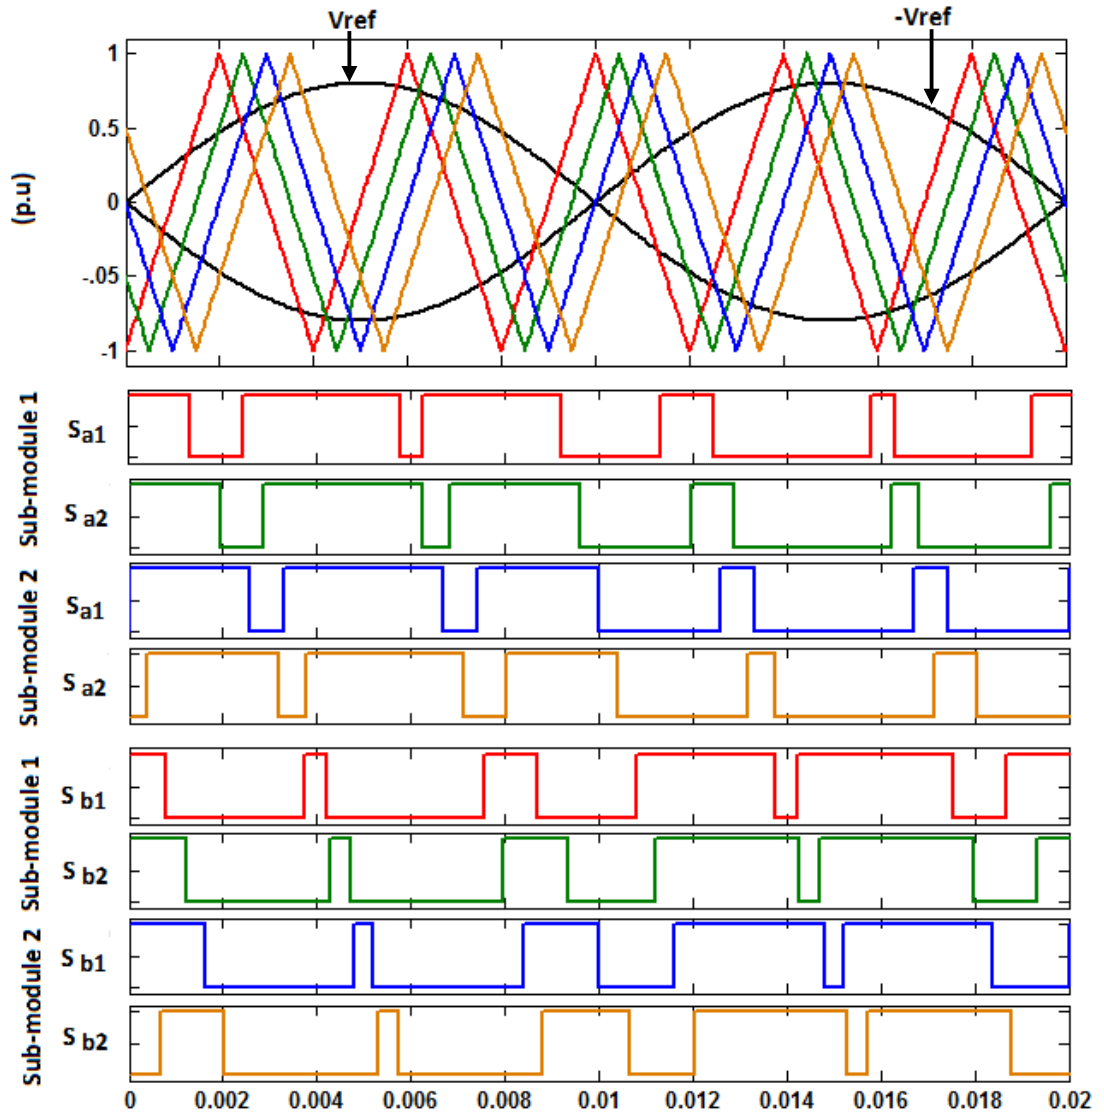 Vref
-Vref
1
0.5
0
-.05
-1
(p.u)
Sub-module 1
Sa1
S a2
Sub-module 2
Sa1
S a2
Sub-module 1
S b1
S b2
Sub-module 2
S b1
S b2
0 0.002 0.004 0.006 0.008 0.01 0.012 0.014 0.016 0.018 0.02